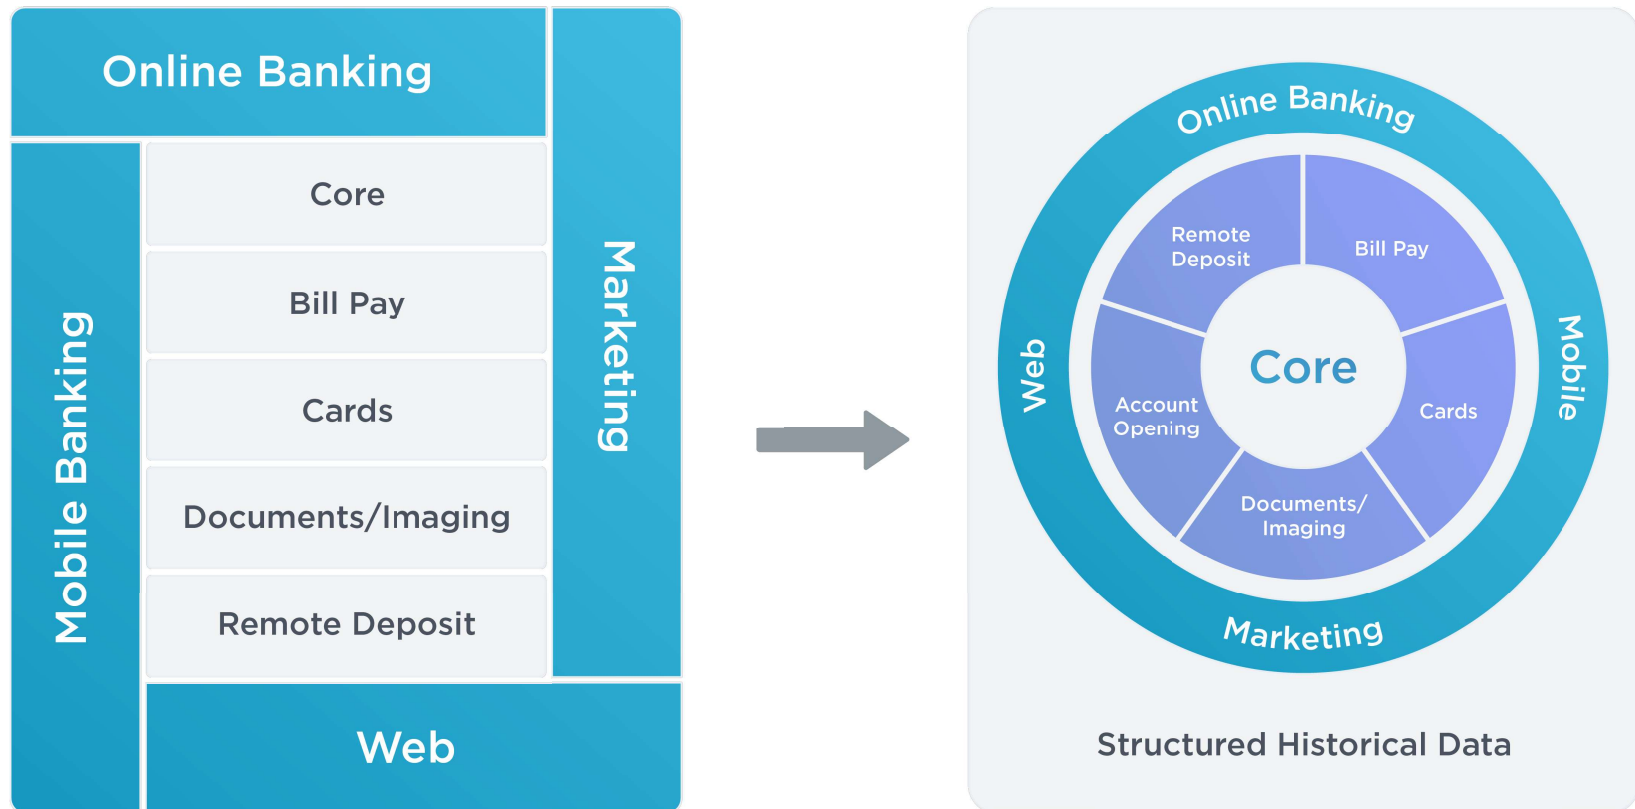 Online Banking
Mobile Banking
Core
Bill Pay
Cards
Documents/Imaging
Remote Deposit
Marketing
Web
Online Banking
Remote
Deposit
Bill Pay
Web
Core
Mobile
Account
Opening
Cards
Documents/
Imaging
Marketing
Structured Historical Data